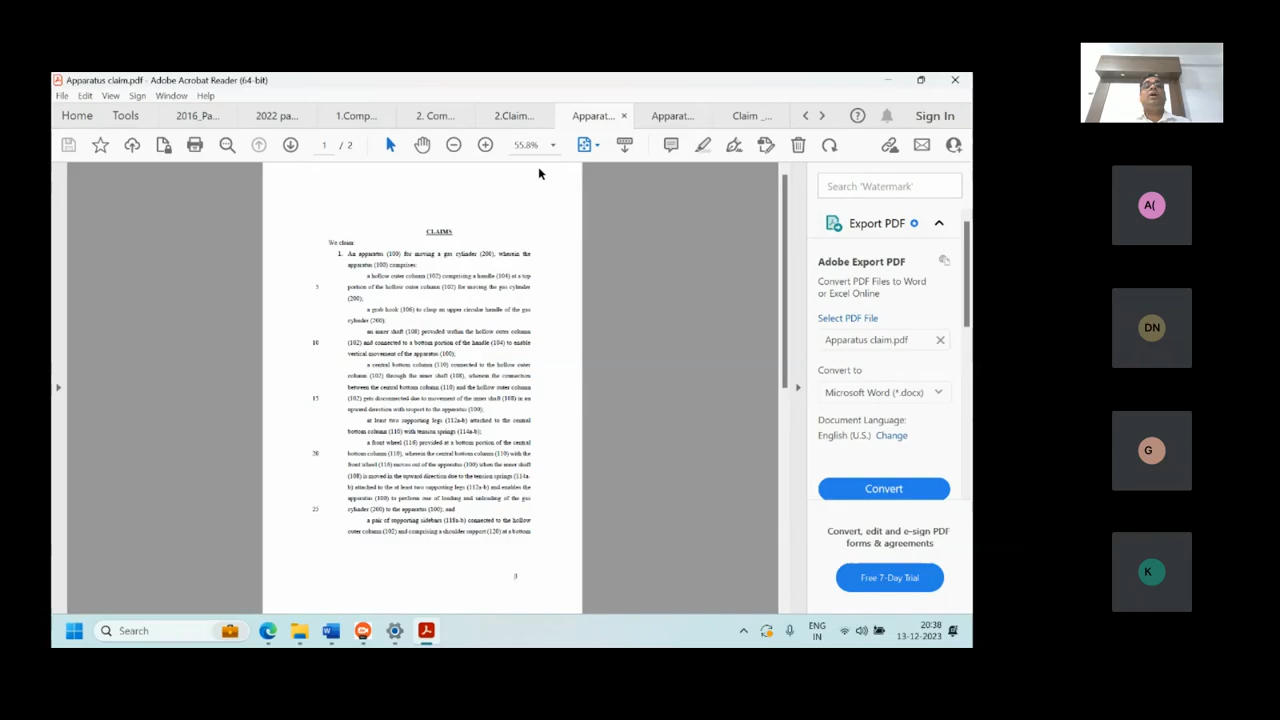 Apparatus claim.pdf - Adobe Acrobat Reader (64-bit)
File Edit View Sign Window Help
Home Tools 2016_Pa... 2022 pa... 1.Comp... 2. Com... 2.Claim... Apparat... × Apparat... Claim _... Sign In
1 / 2 55.8%
CLAIMS
We claim
1. An apparatus (100) for moving a gas cylinder (200), wherein the
apparatus (100) comprises:
a hollow outer column (102) comprising a handle (104) at a top
5 portion of the hollow outer column (102) for moving the gas cylinder
(200);
a grab hook (106) to clasp an upper circular handle of the gas
cylinder (200);
an inner shaft (108) provided within the hollow outer column
10 (102) and connected to a bottom portion of the handle (104) to enable
vertical movement of the apparatus (100);
a central bottom column (110) connected to the hollow outer
column (102) through the inner shaft (108), wherein the connection
between the central bottom column (110) and the hollow outer column
15 (102) gets disconnected due to movement of the inner shaft (108) in an
upward direction with respect to the apparatus (100);
at least two supporting legs (112a-b) attached to the central
bottom column (110) with tension springs (114a-b);
a front wheel (116) provided at a bottom portion of the central
20 bottom column (110), wherein the central bottom column (110) with the
front wheel (116) moves out of the apparatus (100) when the inner shaft
(108) is moved in the upward direction due to the tension springs (114a-
b) attached to the at least two supporting legs (112a-b) and enables the
apparatus (100) to perform one of loading and unloading of the gas
25 cylinder (200) to the apparatus (100); and
a pair of supporting sidebars (118a-b) connected to the hollow
outer column (102) and comprising a shoulder support (120) at a bottom
Search 'Watermark'
Export PDF
Adobe Export PDF
Convert PDF Files to Word
or Excel Online
Select PDF File
Apparatus claim.pdf
Convert to
Microsoft Word (*.docx)
Document Language:
English (U.S.) Change
Convert
Convert, edit and e-sign PDF
forms & agreements
Free 7-Day Trial
Search
ENG
IN
20:38
13-12-2023
A(
DN
G
K